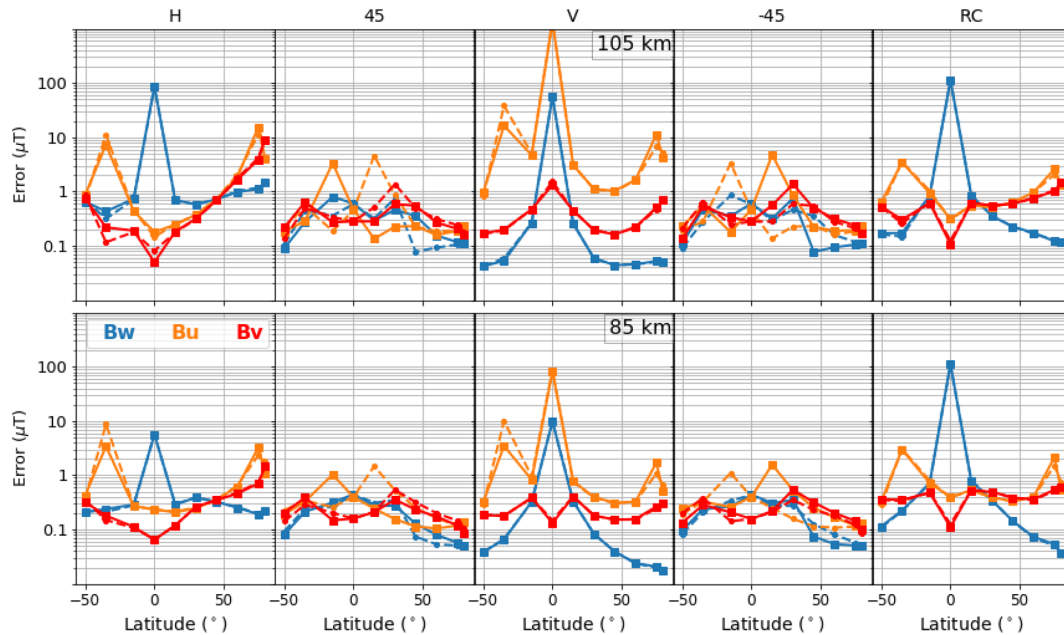 H 45 V -45 RC
105 km
Error (μT)
100
10
1
0.1
85 km
Bw Bu Bv
Error (μT)
100
10
1
0.1
−50 0 50 −50 0 50 −50 0 50 −50 0 50 −50 0 50
Latitude (°) Latitude (°) Latitude (°) Latitude (°) Latitude (°)